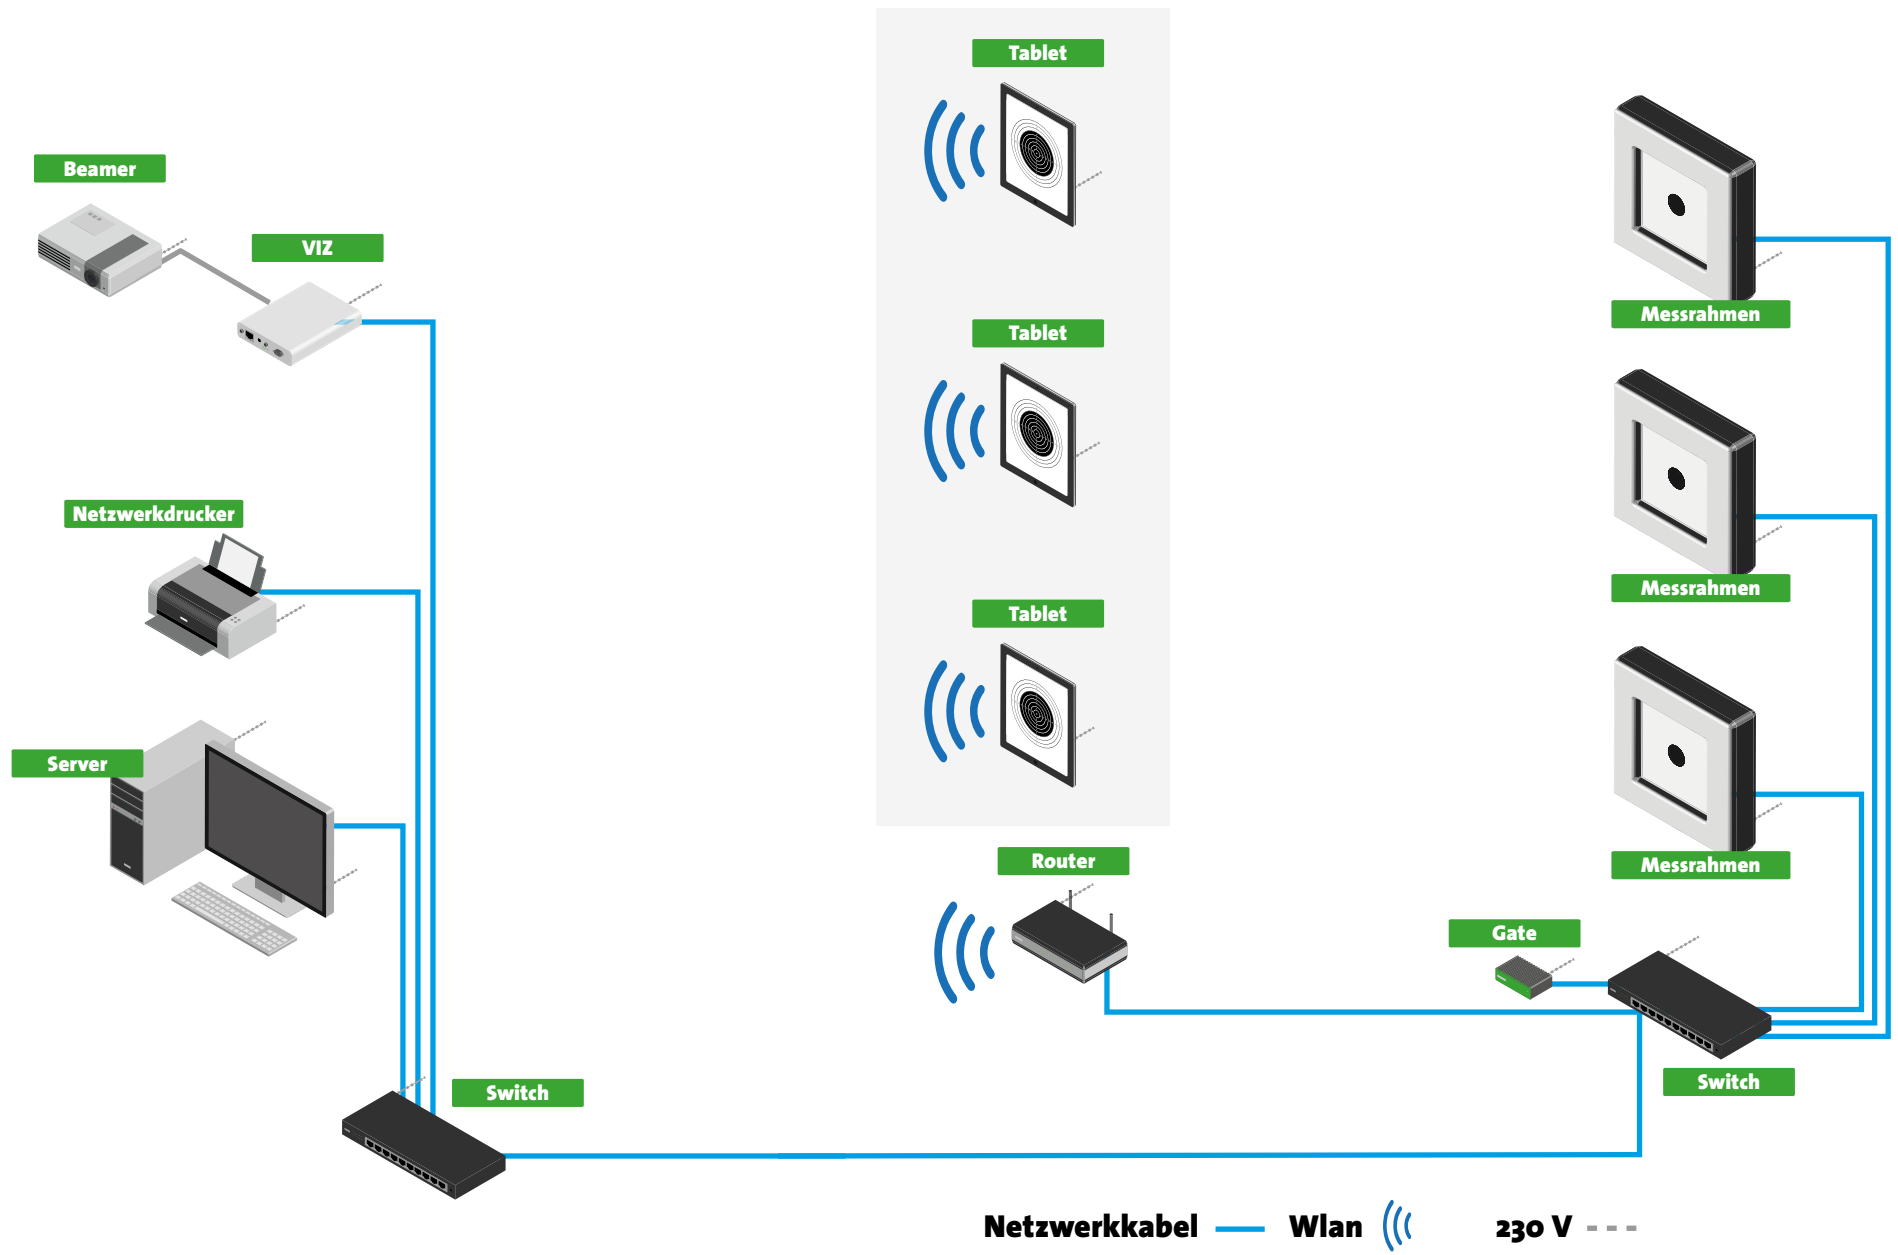 Tablet
Beamer
VIZ
Messrahmen
Tablet
Netzwerkdrucker
Messrahmen
Tablet
Server
Router
Messrahmen
Gate
Switch
Switch
Netzwerkkabel Wlan 230 V